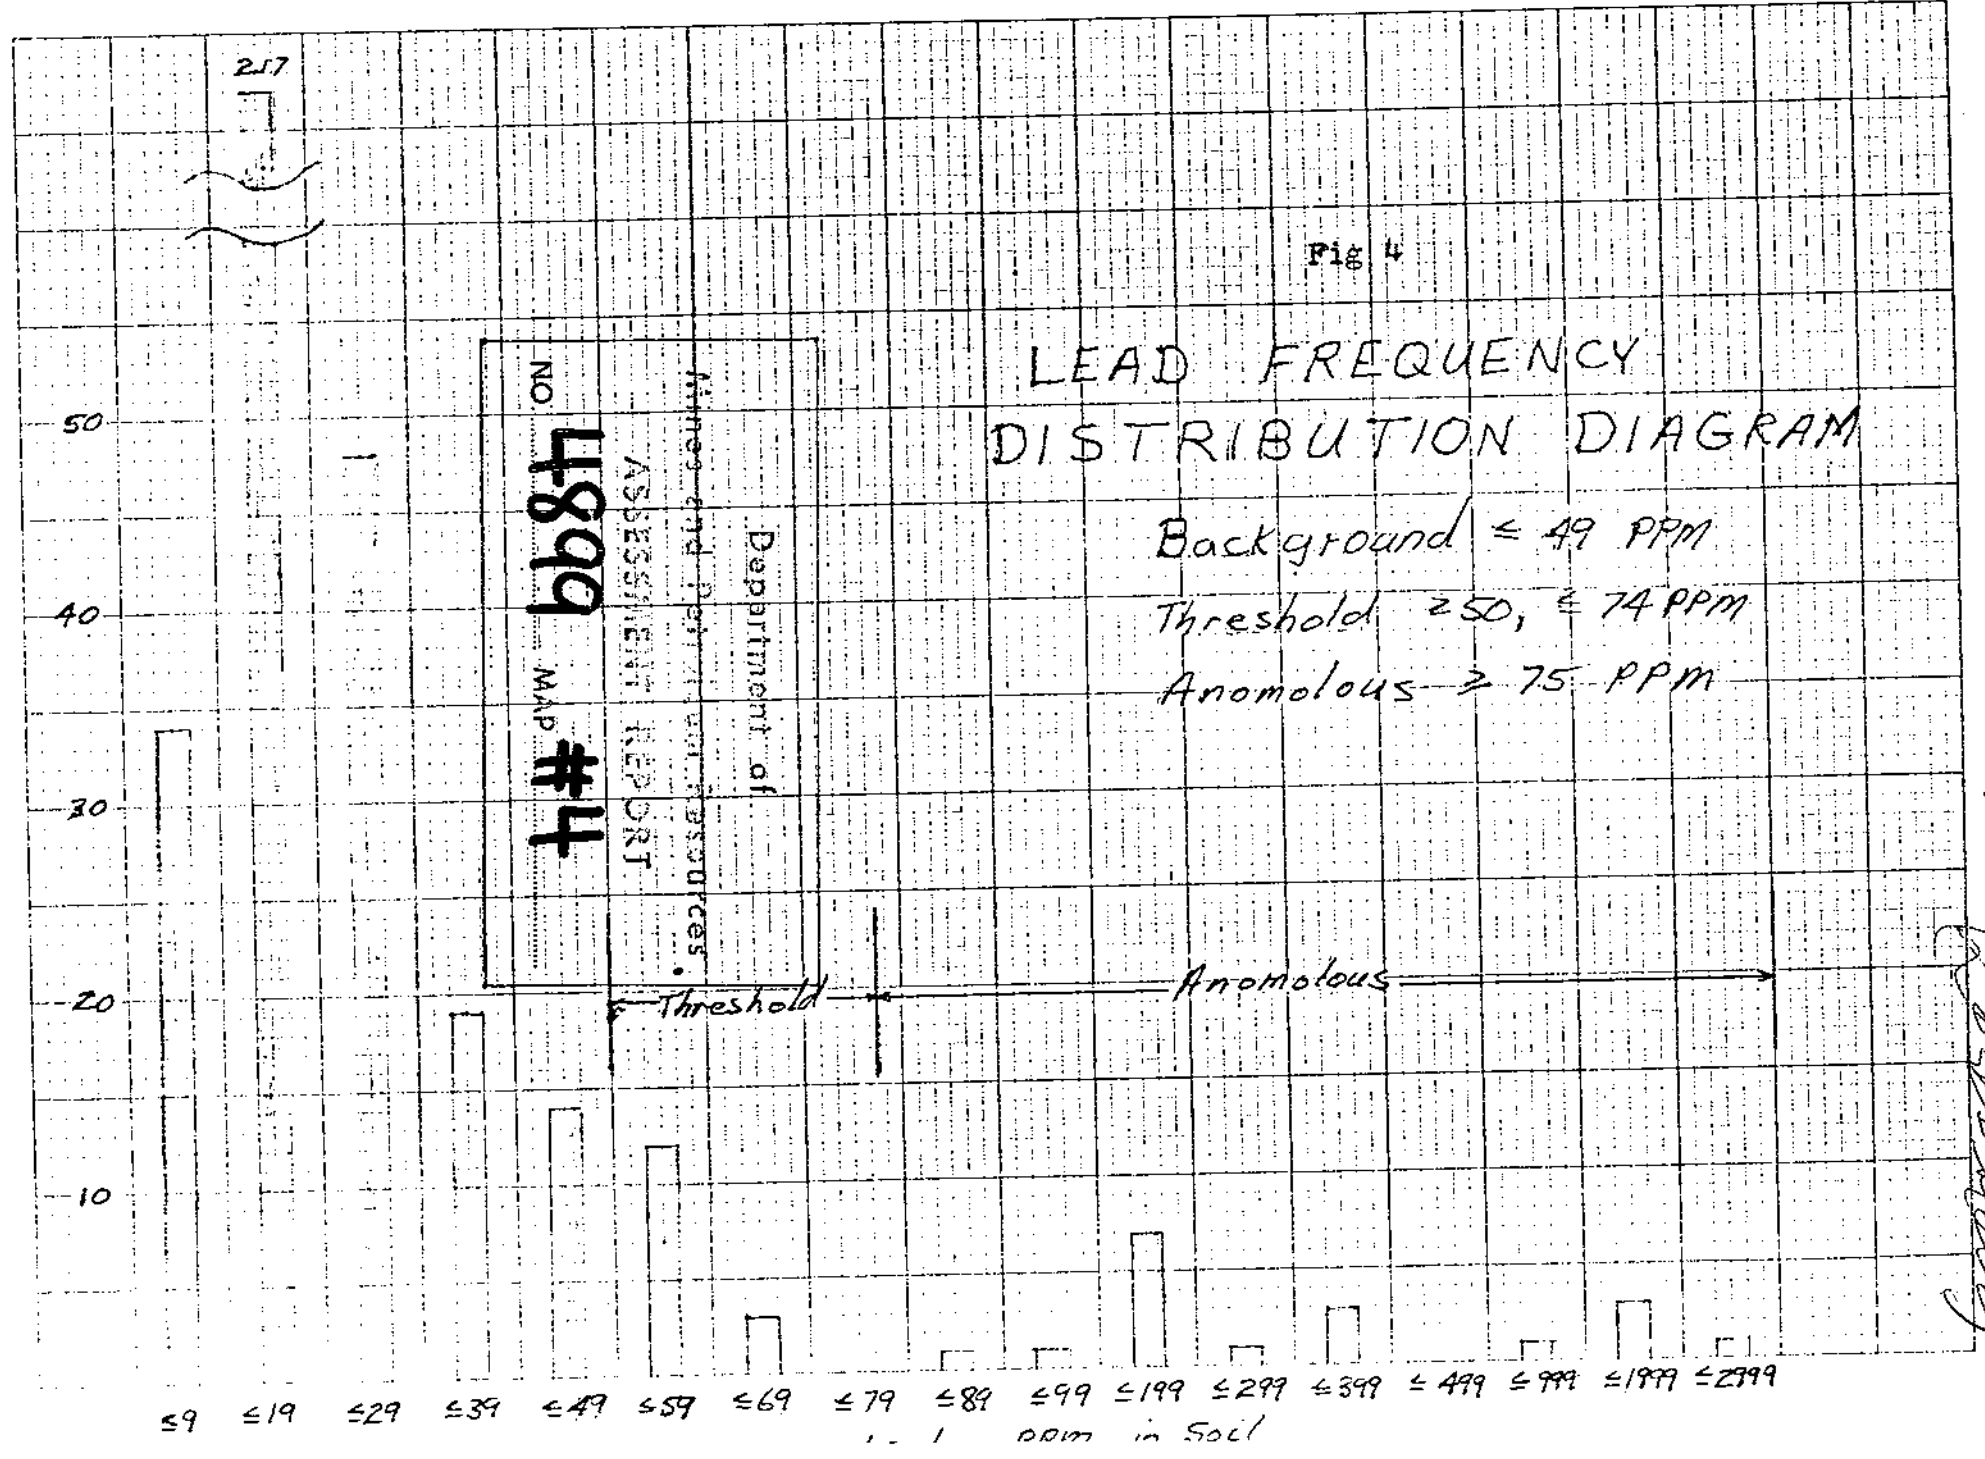 257
Fig 4
LEAD FREQUENCY
DISTRIBUTION DIAGRAM
Background ≤ 49 PPM
Threshold ≥50, ≤ 74 PPM
Anomolous ≥ 75 PPM
Department of
Mines and Petroleum Resources
ASSESSMENT REPORT
NO. 4899 MAP #4
50
40
30
20
10
Threshold
Anomolous
≤9 ≤19 ≤29 ≤39 ≤49 ≤59 ≤69 ≤79 ≤89 ≤99 ≤199 ≤299 ≤399 ≤499 ≤999 ≤1999 ≤2999
ppm in Soil